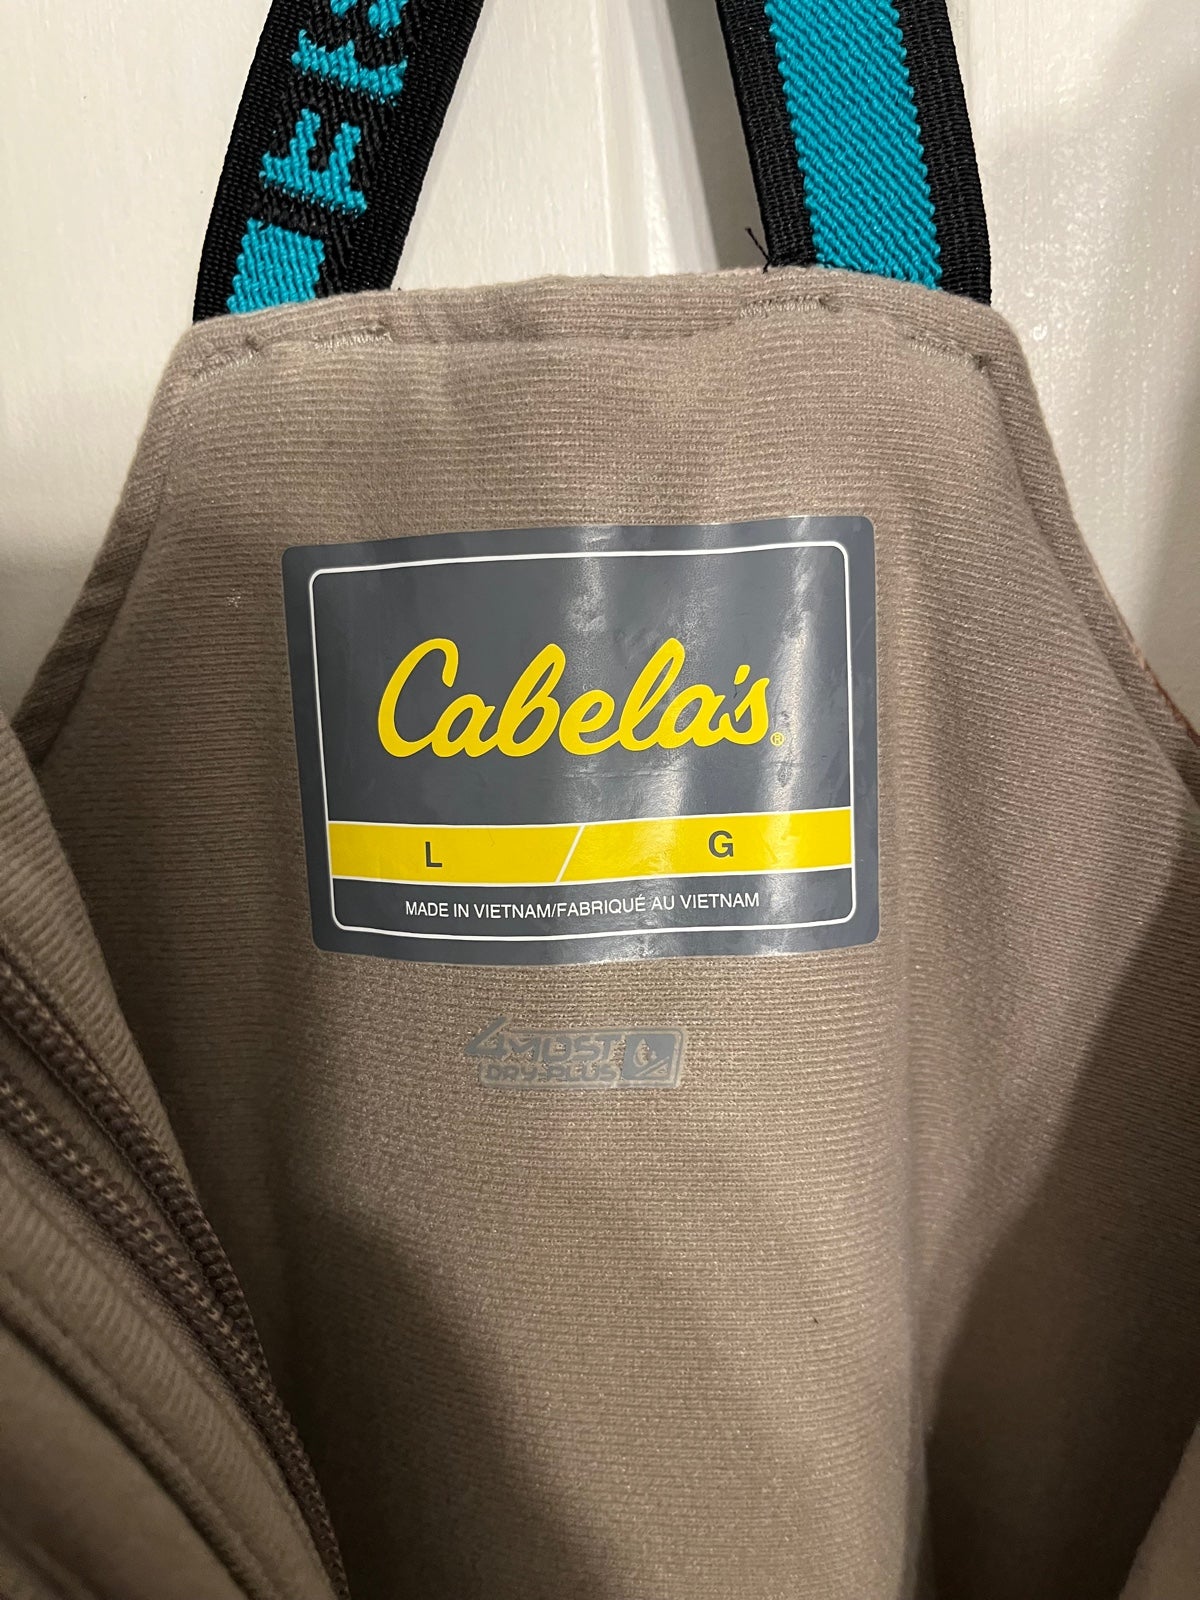 Cabela's®
L / G
MADE IN VIETNAM/FABRIQUÉ AU VIETNAM
4MOST
DRY-PLUS